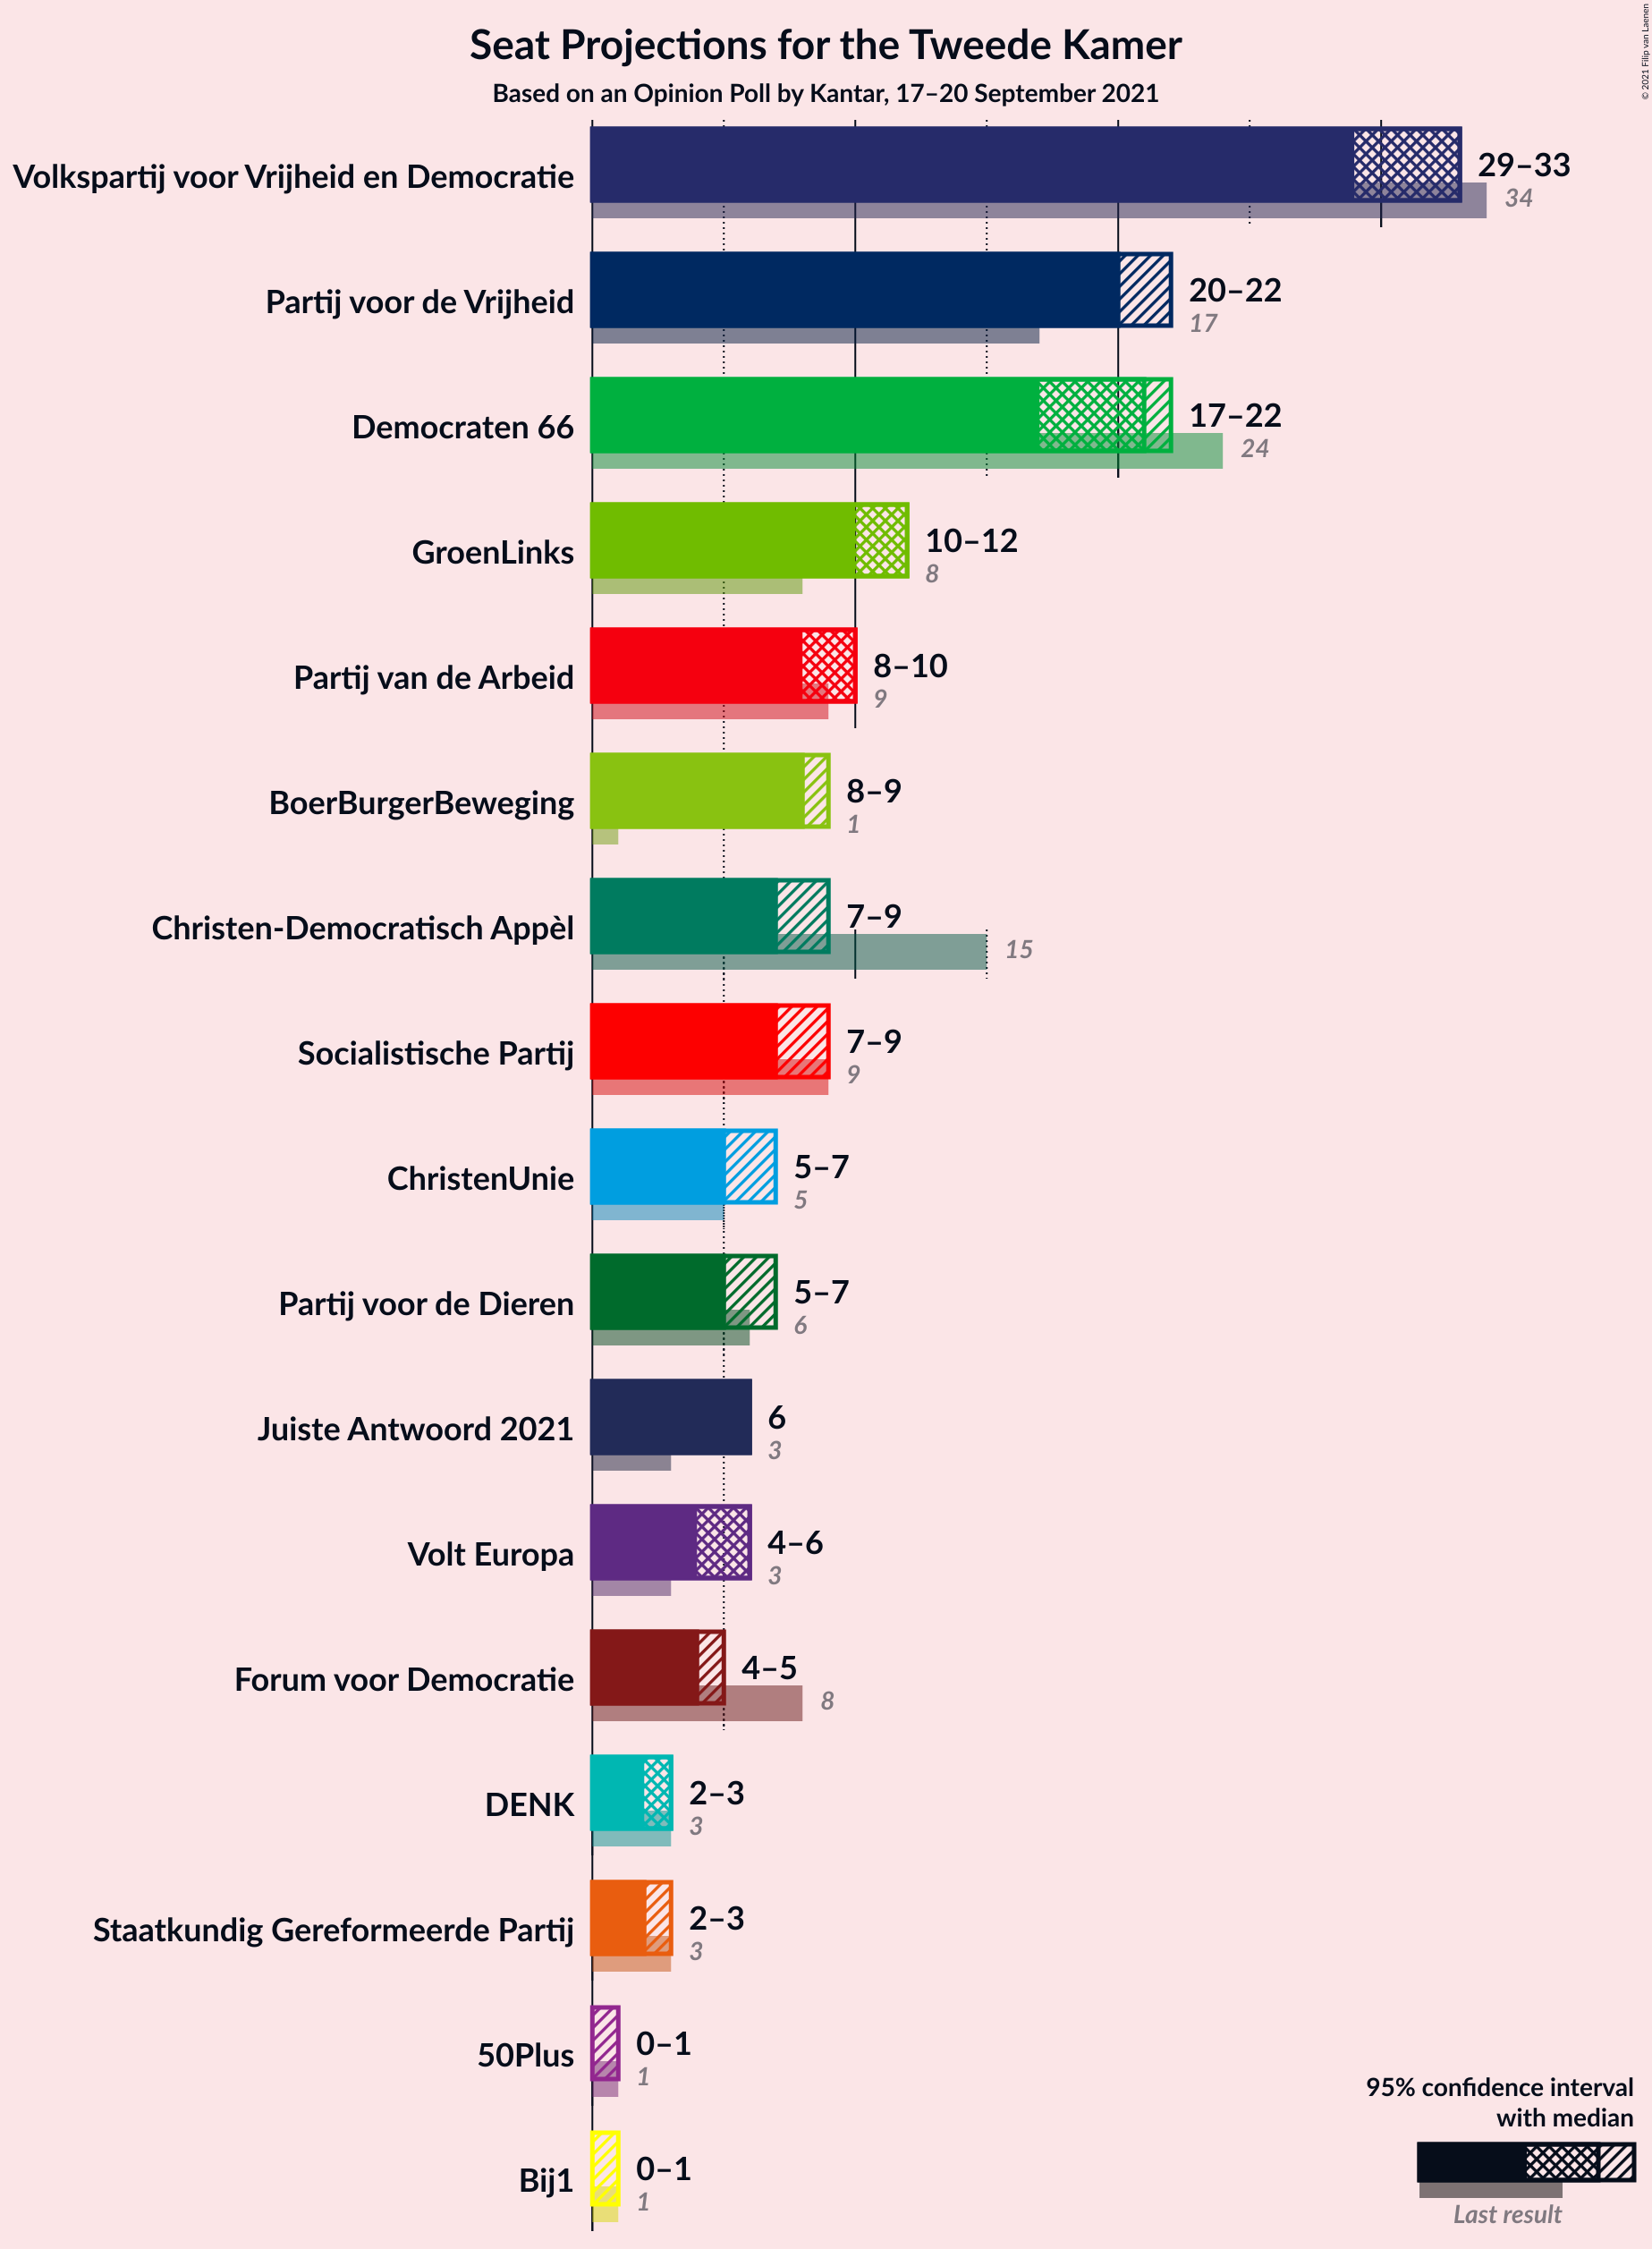 © 2021 Filip van Laenen
Seat Projections for the Tweede Kamer
Based on an Opinion Poll by Kantar, 17–20 September 2021
Volkspartij voor Vrijheid en Democratie
29–33
34
Partij voor de Vrijheid
20–22
17
Democraten 66
17–22
24
GroenLinks
10–12
8
Partij van de Arbeid
8–10
9
BoerBurgerBeweging
8–9
1
Christen-Democratisch Appèl
7–9
15
Socialistische Partij
7–9
9
ChristenUnie
5–7
5
Partij voor de Dieren
5–7
6
Juiste Antwoord 2021
6
3
Volt Europa
4–6
3
Forum voor Democratie
4–5
8
DENK
2–3
3
Staatkundig Gereformeerde Partij
2–3
3
50Plus
0–1
1
Bij1
0–1
1
95% confidence interval
with median
Last result